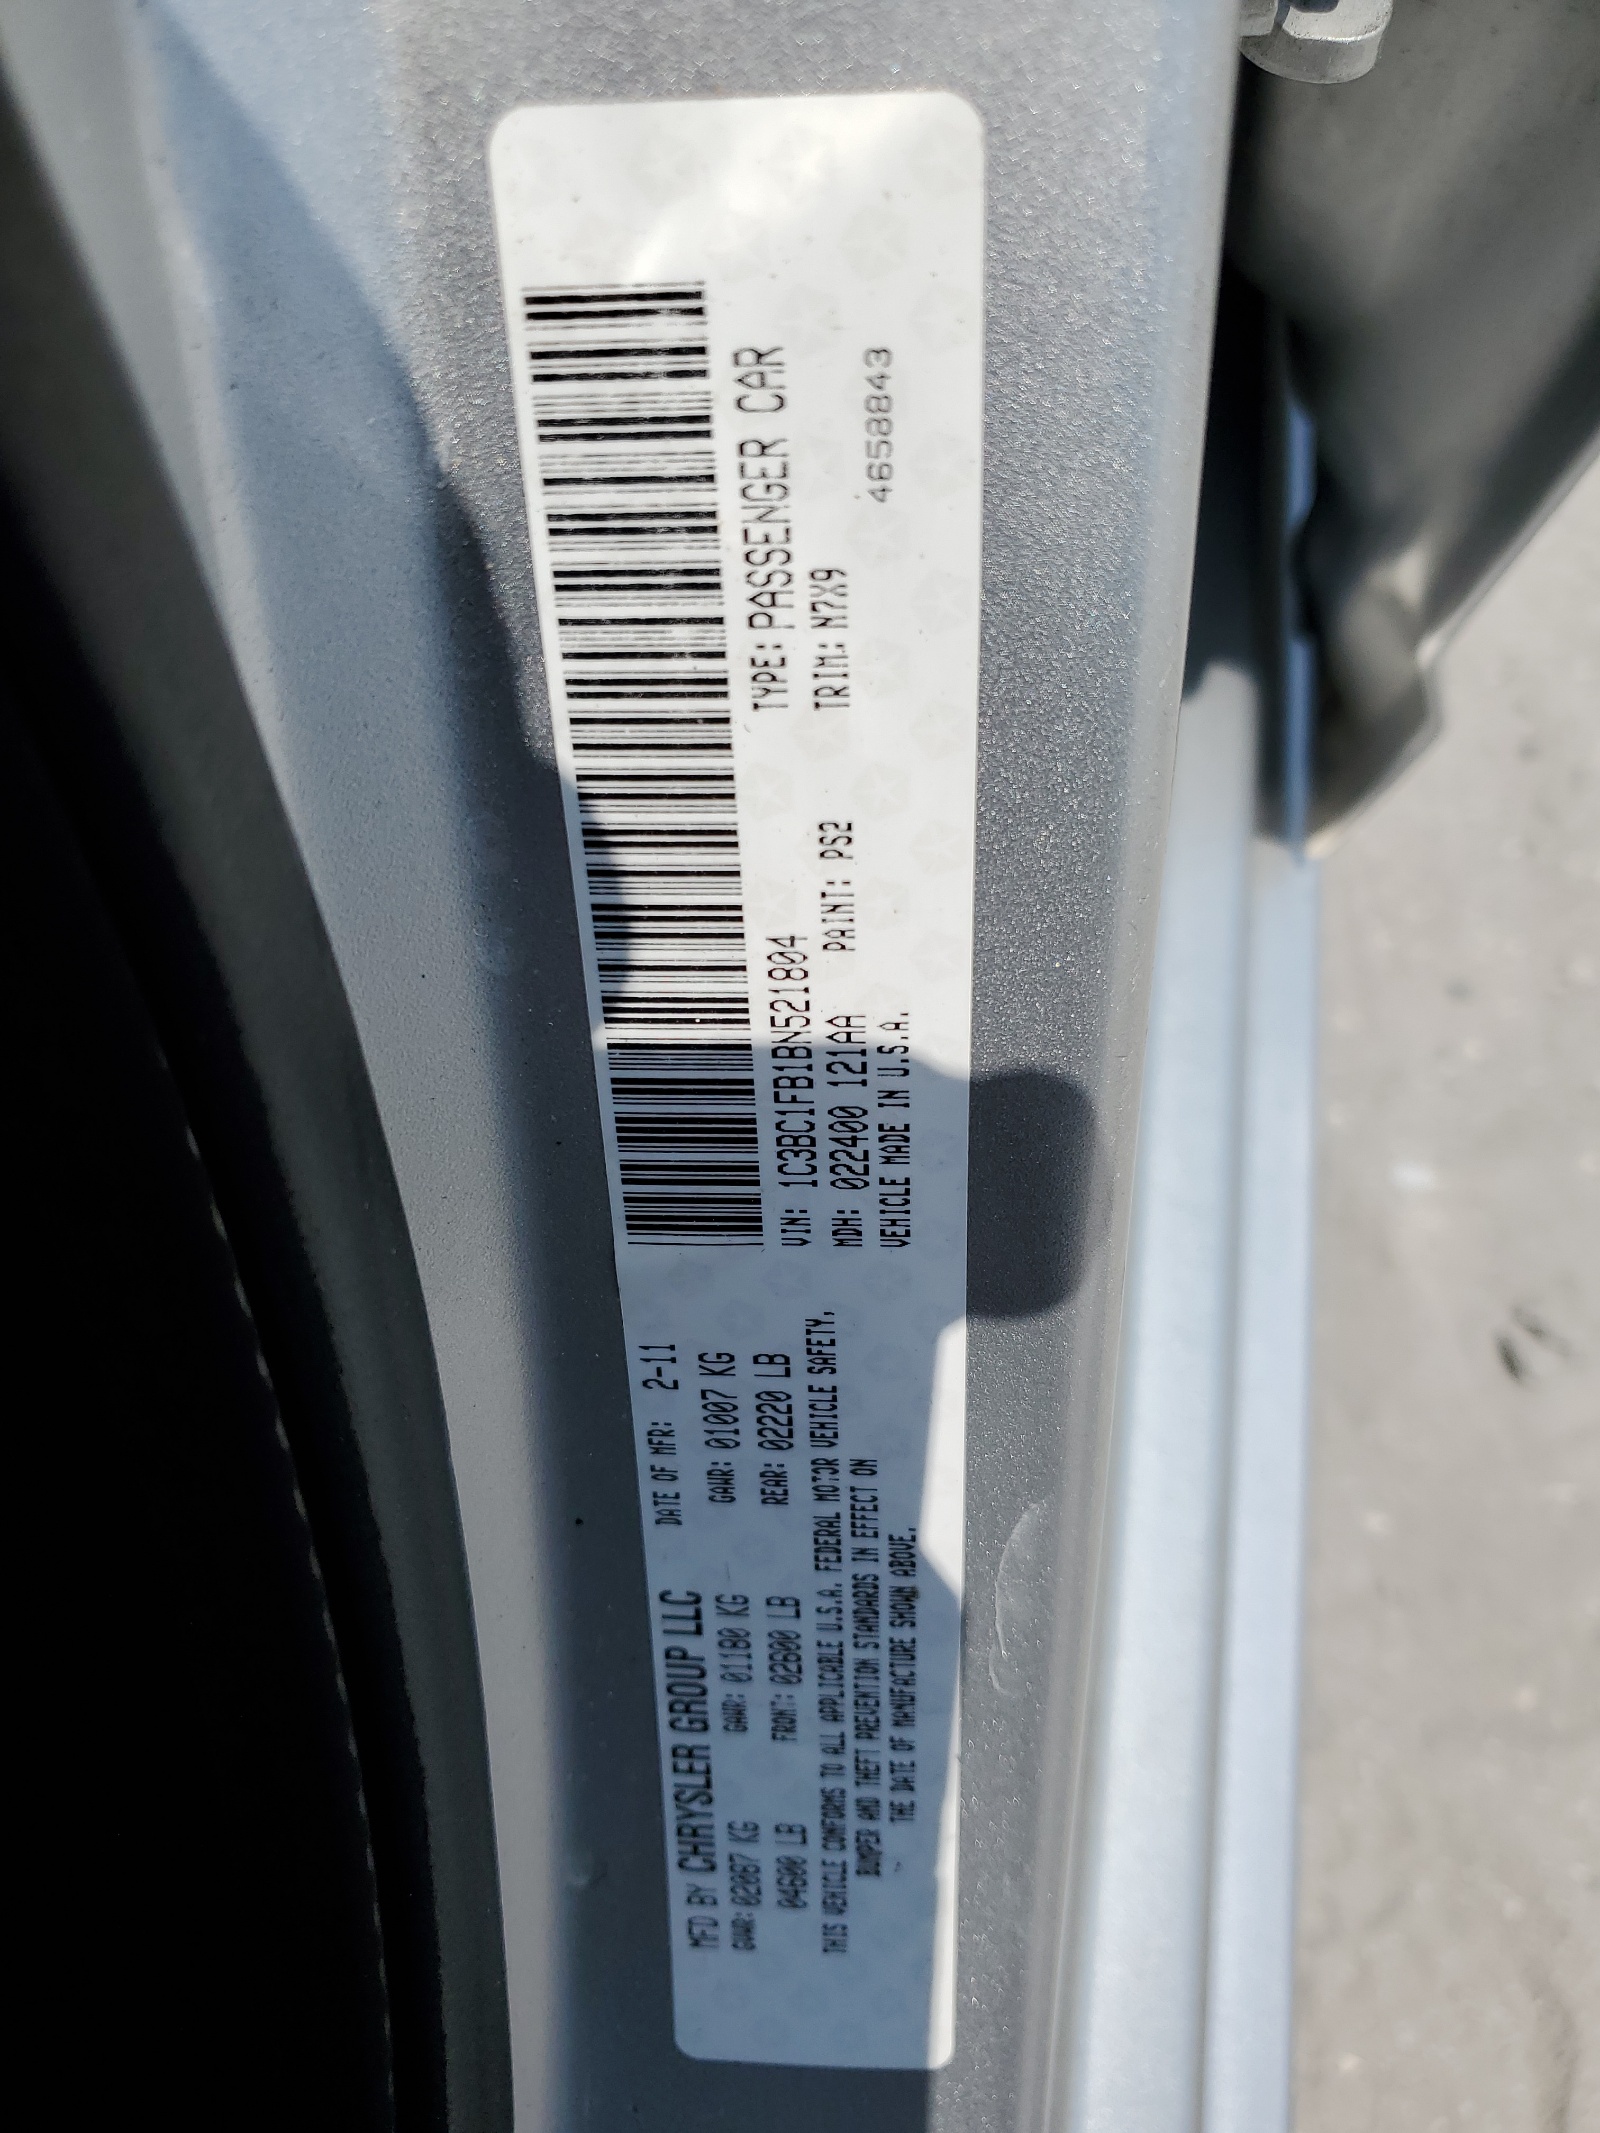 MFD BY CHRYSLER GROUP LLC DATE OF MFR: 2-11
GVWR: 02087 KG GAWR: 01180 KG GAWR: 01007 KG
04600 LB FRONT: 02600 LB REAR: 02220 LB
THIS VEHICLE CONFORMS TO ALL APPLICABLE U.S.A. FEDERAL MOTOR VEHICLE SAFETY,
BUMPER AND THEFT PREVENTION STANDARDS IN EFFECT ON
THE DATE OF MANUFACTURE SHOWN ABOVE.
VIN: 1C3BC1FB1BN521804 TYPE: PASSENGER CAR
MDH: 022400 121AA PAINT: PS2 TRIM: N7X9
VEHICLE MADE IN U.S.A. 4658843